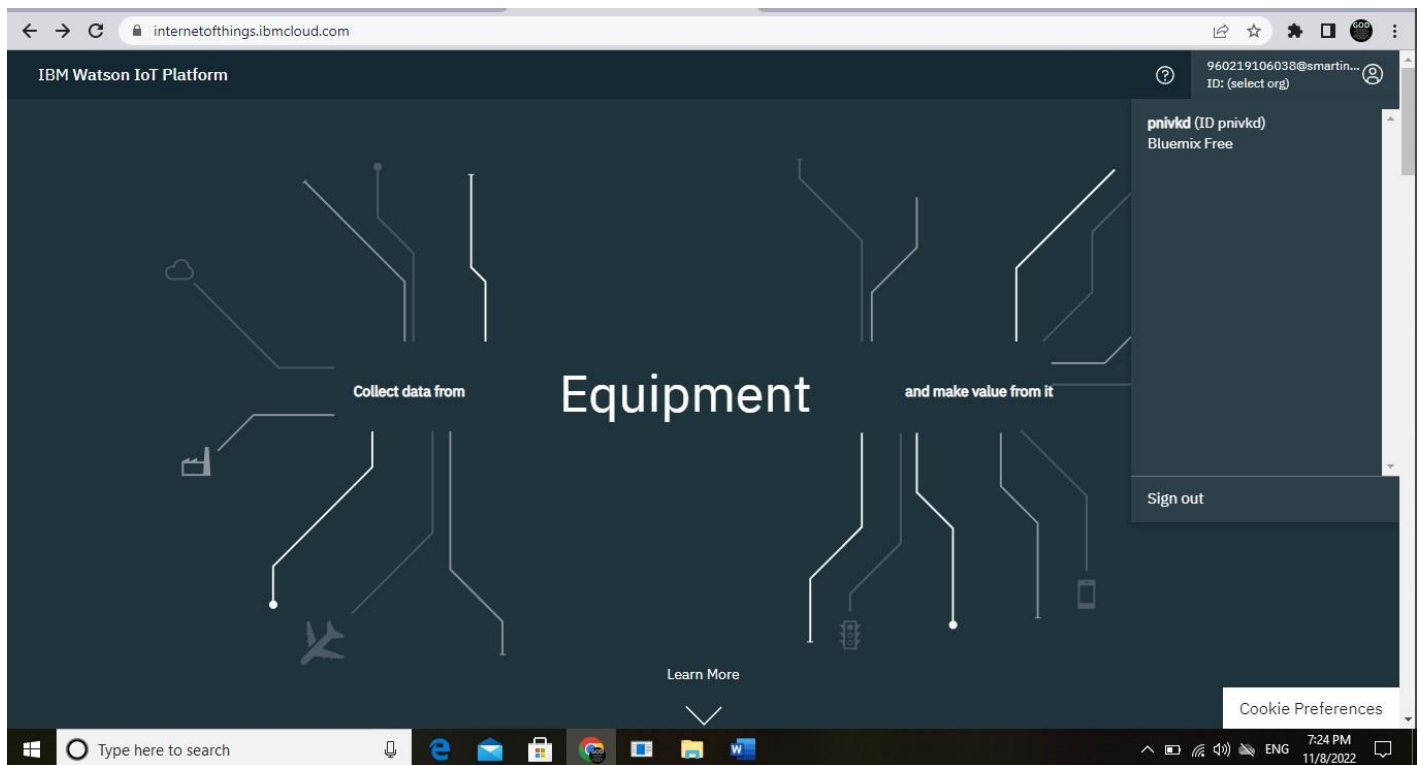 internetofthings.ibmcloud.com
GOD
IBM Watson IoT Platform
960219106038@smartin...
ID: (select org)
pnivkd (ID pnivkd)
Bluemix Free
Collect data from
Equipment
and make value from it
Sign out
Learn More
Cookie Preferences
Type here to search
ENG
7:24 PM
11/8/2022